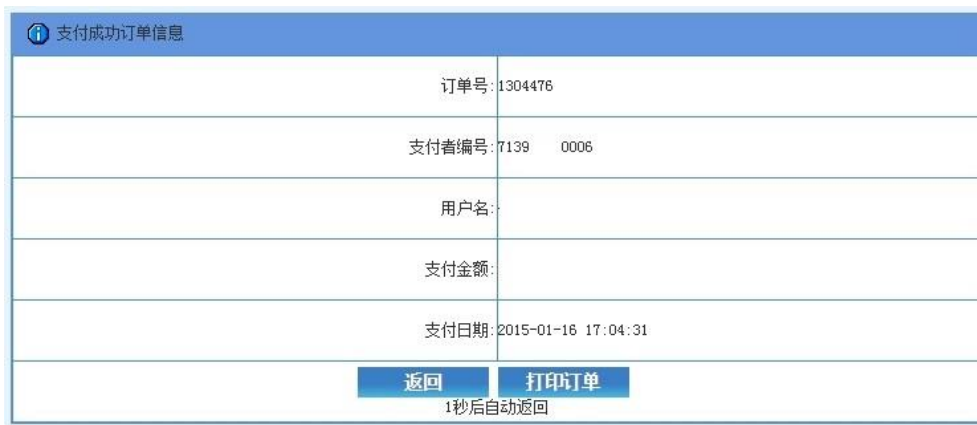 支付成功订单信息
订单号:1304476
支付者编号:7139 0006
用户名:
支付金额:
支付日期:2015-01-16 17:04:31
返回 打印订单
1秒后自动返回